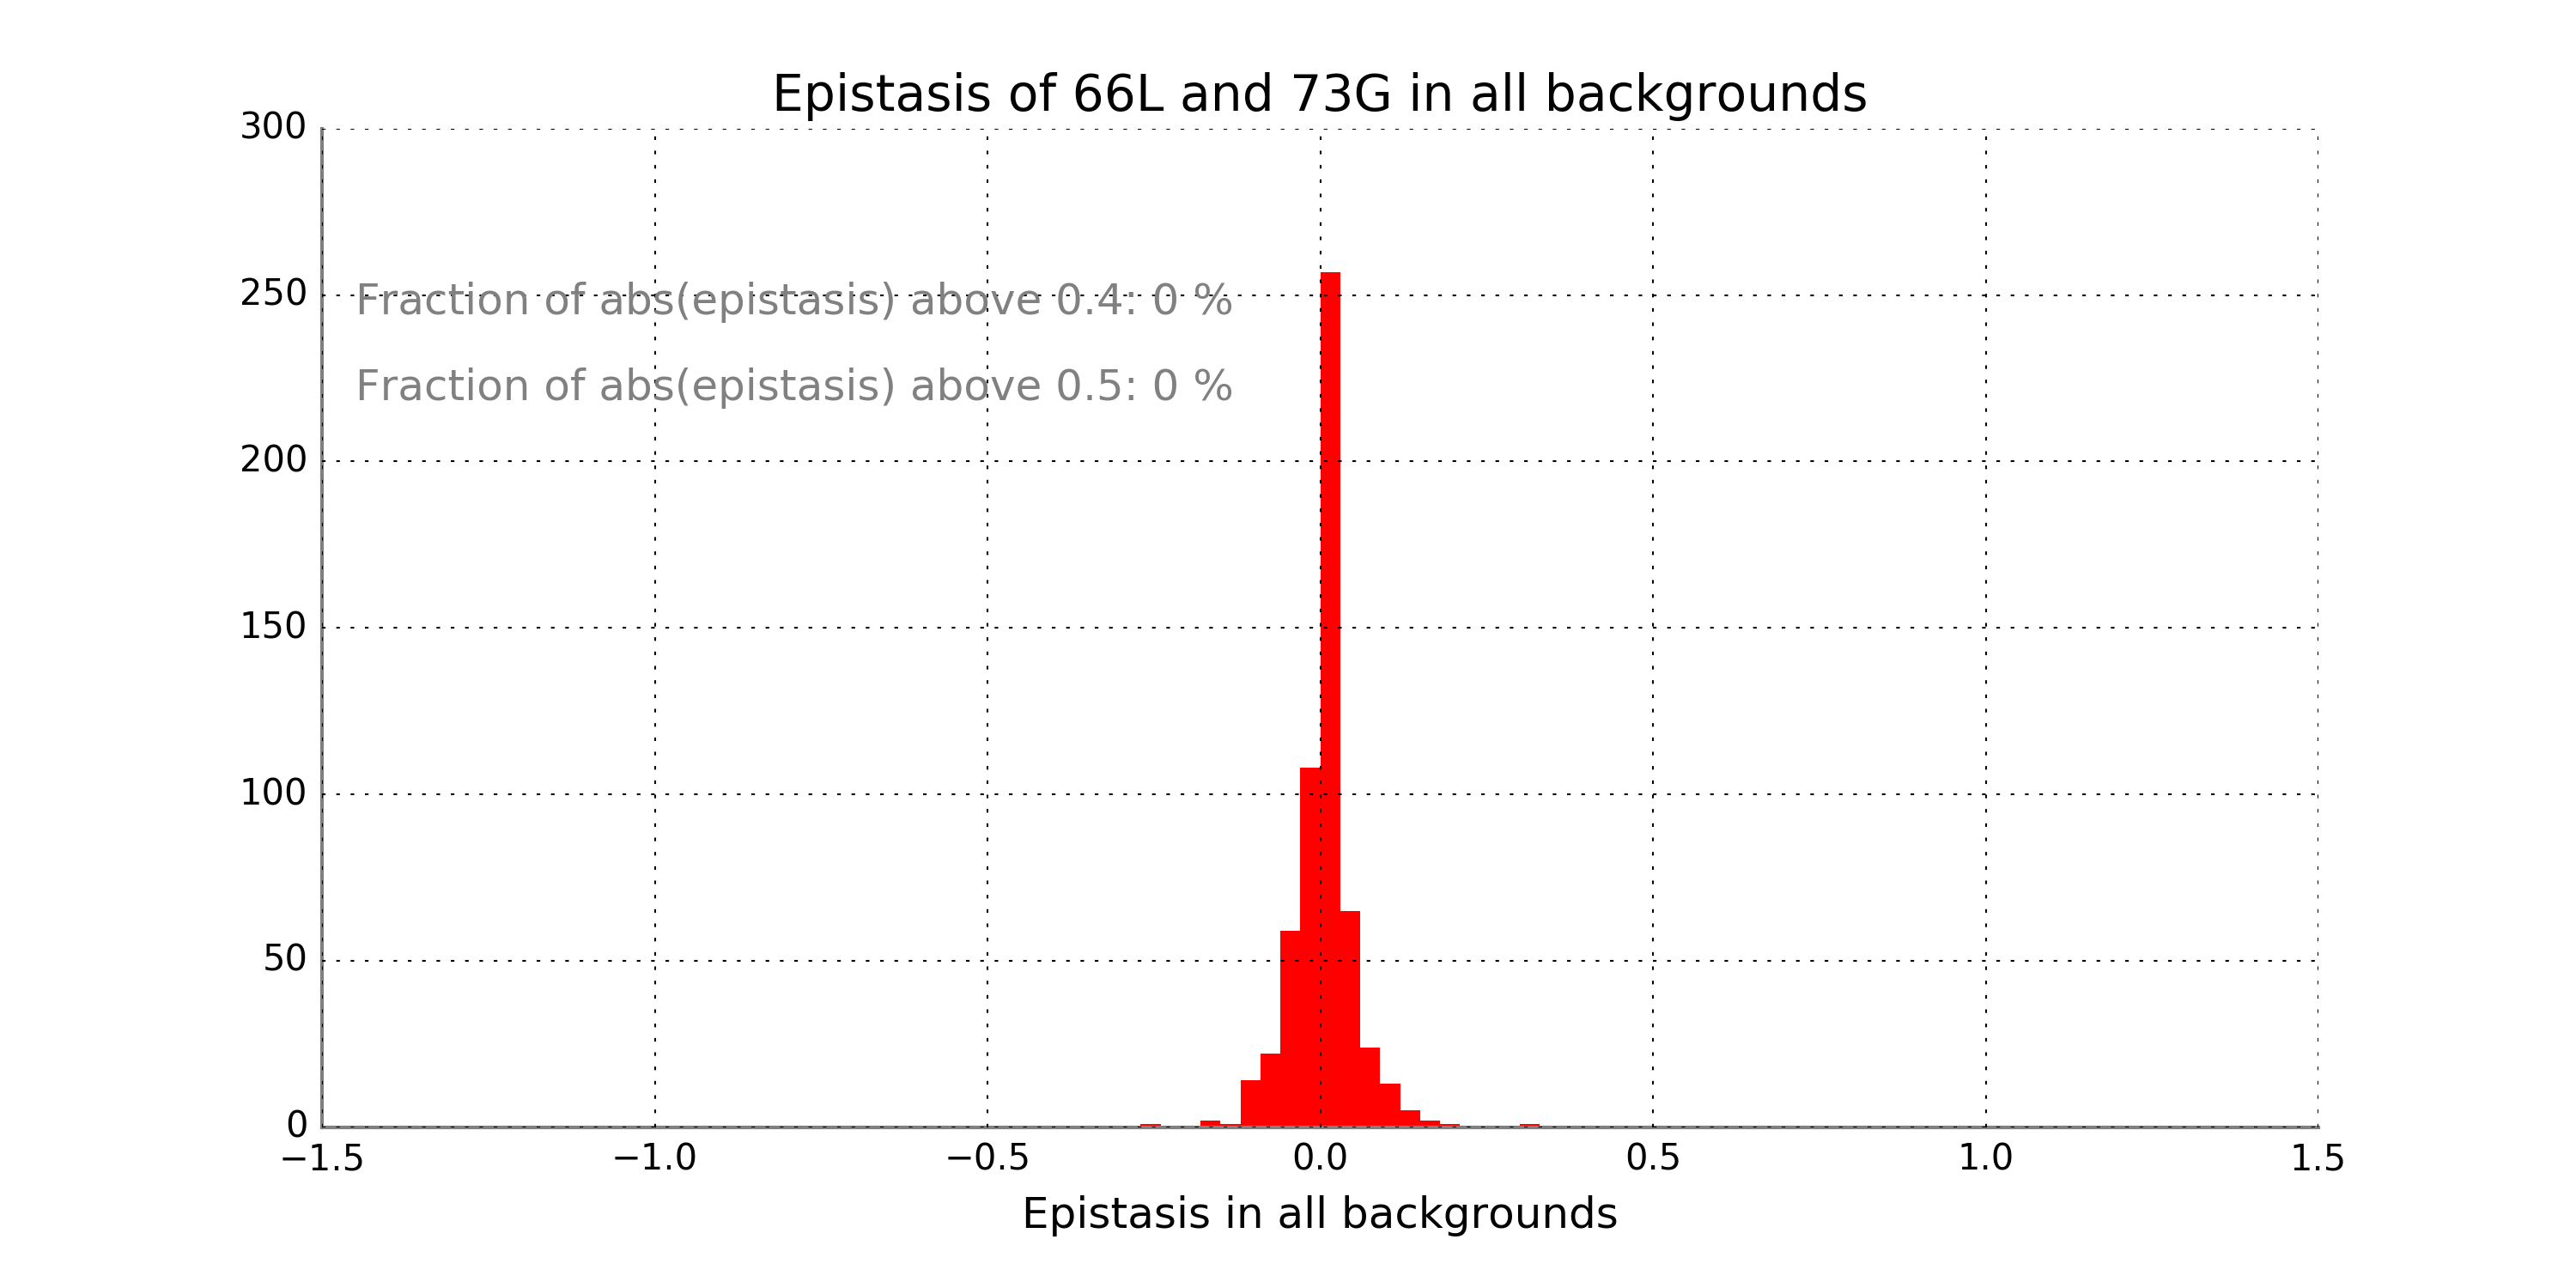 Epistasis of 66L and 73G in all backgrounds
300
250
Fraction of abs(epistasis) above 0.4: 0 %
Fraction of abs(epistasis) above 0.5: 0 %
200
150
100
50
0
−1.5 −1.0 −0.5 0.0 0.5 1.0 1.5
Epistasis in all backgrounds